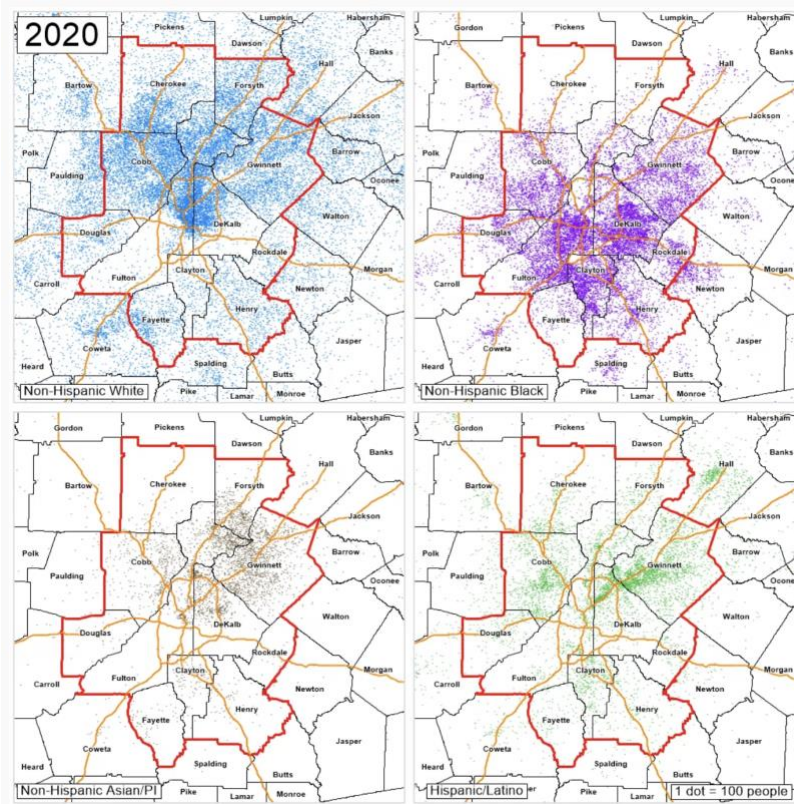 2020
Pickens
Lumpkin
Habersham
Dawson
Banks
Hall
Bartow
Cherokee
Forsyth
Jackson
Polk
Cobb
Gwinnett
Barrow
Paulding
Oconee
Walton
Douglas
DeKalb
Rockdale
Carroll
Fulton
Clayton
Morgan
Newton
Fayette
Henry
Coweta
Jasper
Heard
Spalding
Butts
Non-Hispanic White
Pike
Lamar
Monroe
Gordon
Pickens
Lumpkin
Habersham
Dawson
Banks
Hall
Bartow
Cherokee
Forsyth
Jackson
Polk
Cobb
Gwinnett
Barrow
Paulding
Oconee
Walton
Douglas
DeKalb
Rockdale
Carroll
Fulton
Clayton
Morgan
Newton
Fayette
Henry
Coweta
Jasper
Heard
Spalding
Butts
Non-Hispanic Black
Pike
Lamar
Monroe
Gordon
Pickens
Lumpkin
Habersham
Dawson
Banks
Hall
Bartow
Cherokee
Forsyth
Jackson
Polk
Cobb
Gwinnett
Barrow
Paulding
Oconee
Walton
Douglas
DeKalb
Rockdale
Carroll
Fulton
Clayton
Morgan
Newton
Fayette
Henry
Coweta
Jasper
Heard
Spalding
Butts
Non-Hispanic Asian/PI
Pike
Lamar
Monroe
Gordon
Pickens
Lumpkin
Habersham
Dawson
Banks
Hall
Bartow
Cherokee
Forsyth
Jackson
Polk
Cobb
Gwinnett
Barrow
Paulding
Oconee
Walton
Douglas
DeKalb
Rockdale
Carroll
Fulton
Clayton
Morgan
Newton
Fayette
Henry
Coweta
Jasper
Heard
Spalding
Butts
Hispanic/Latino
Pike
Lamar
1 dot = 100 people